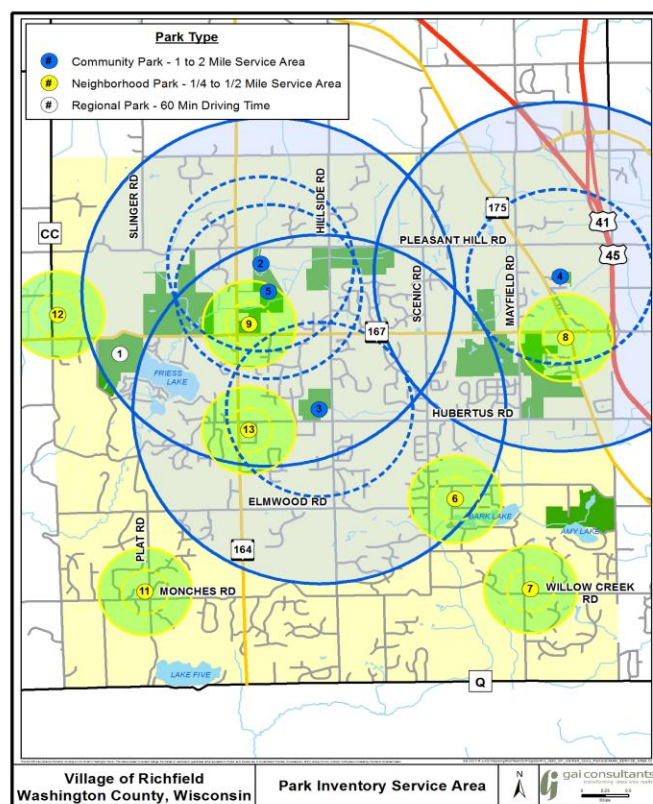 Park Type
# Community Park - 1 to 2 Mile Service Area
# Neighborhood Park - 1/4 to 1/2 Mile Service Area
# Regional Park - 60 Min Driving Time
SLINGER RD
HILLSIDE RD
175
41
CC
PLEASANT HILL RD
45
2
SCENIC RD
MAYFIELD RD
4
5
12
9
167
8
1
FRIESS LAKE
3
HUBERTUS RD
13
ELMWOOD RD
6
BARK LAKE
AMY LAKE
PLAT RD
164
11
MONCHES RD
7
WILLOW CREEK RD
LAKE FIVE
Q
Village of Richfield
Washington County, Wisconsin
Park Inventory Service Area
N
gai consultants